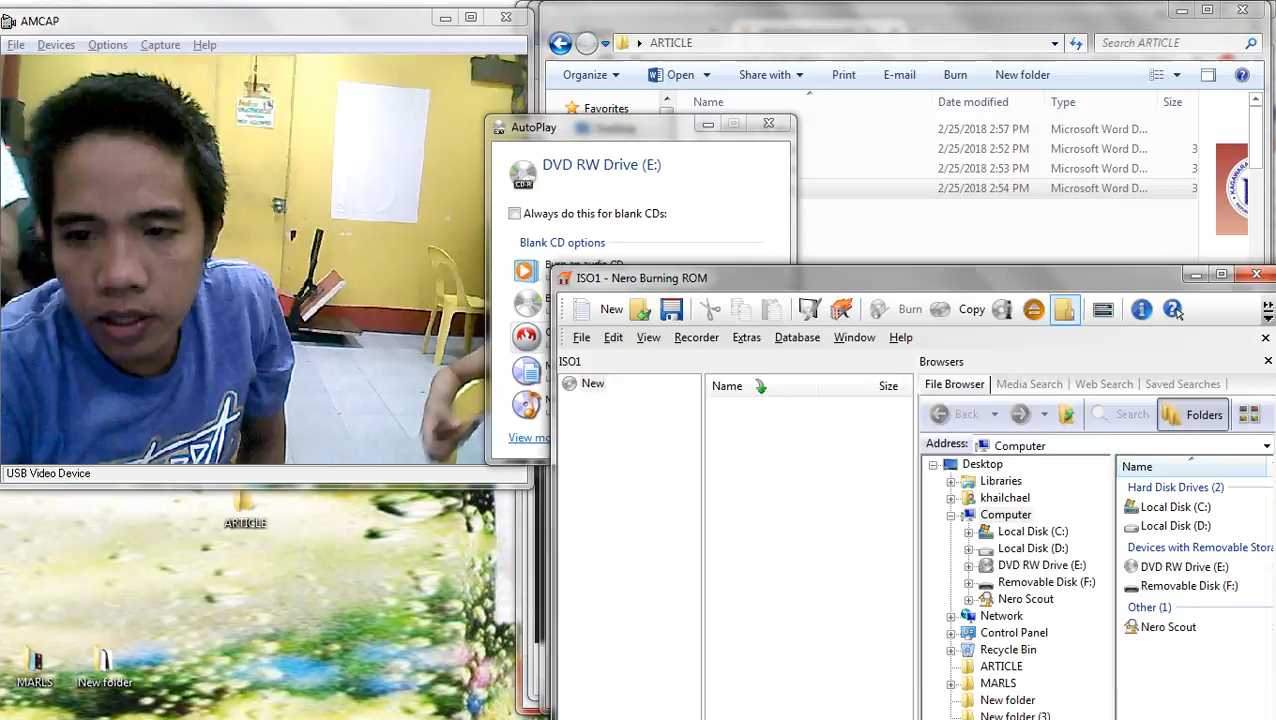 AMCAP
File Devices Options Capture Help
USB Video Device
ARTICLE
MARLS
New folder
ARTICLE
Search ARTICLE
Organize Open Share with Print E-mail Burn New folder
Favorites
Name Date modified Type Size
2/25/2018 2:57 PM Microsoft Word D...
2/25/2018 2:52 PM Microsoft Word D... 3
2/25/2018 2:53 PM Microsoft Word D... 3
2/25/2018 2:54 PM Microsoft Word D... 3
AutoPlay
Desktop
CD-R
DVD RW Drive (E:)
Always do this for blank CDs:
Blank CD options
View mo
ISO1 - Nero Burning ROM
New Burn Copy
File Edit View Recorder Extras Database Window Help
ISO1
New
Name Size
Browsers
File Browser Media Search Web Search Saved Searches
Back Search Folders
Address: Computer
Desktop
Libraries
khailchael
Computer
Local Disk (C:)
Local Disk (D:)
DVD RW Drive (E:)
Removable Disk (F:)
Nero Scout
Network
Control Panel
Recycle Bin
ARTICLE
MARLS
New folder
New folder (3)
Name
Hard Disk Drives (2)
Local Disk (C:)
Local Disk (D:)
Devices with Removable Stora
DVD RW Drive (E:)
Removable Disk (F:)
Other (1)
Nero Scout